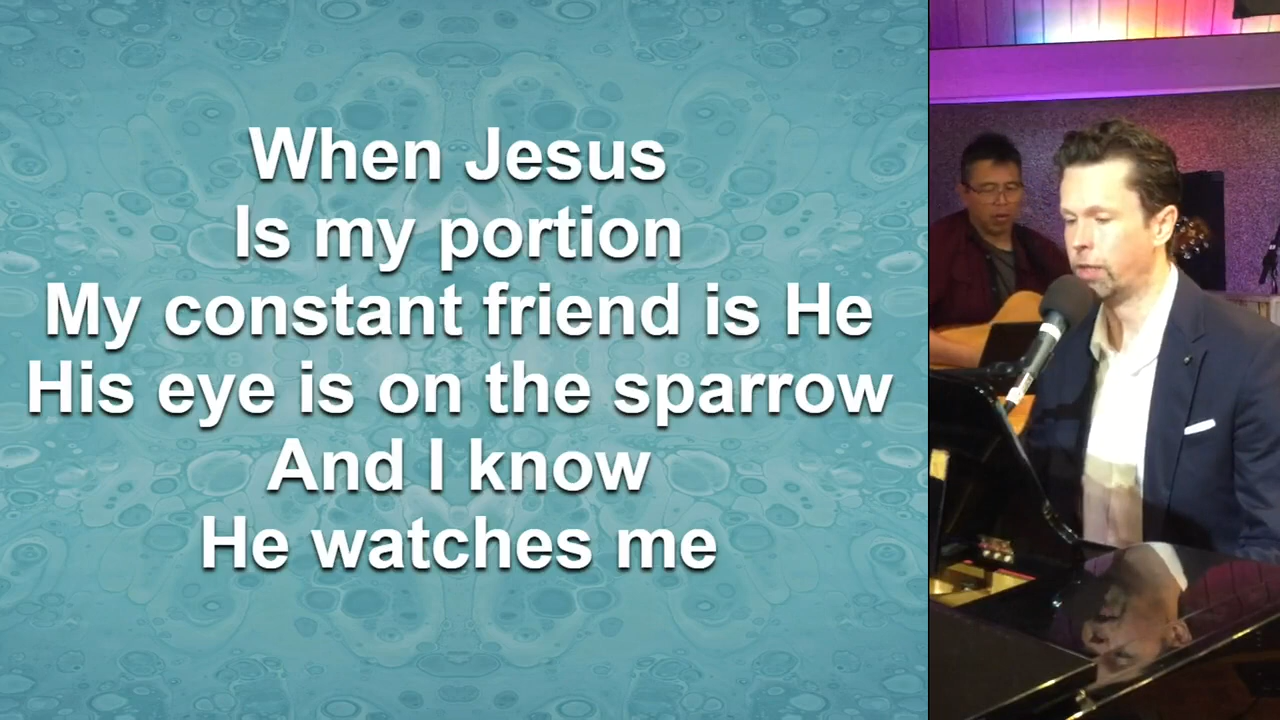 When Jesus
Is my portion
My constant friend is He
His eye is on the sparrow
And I know
He watches me